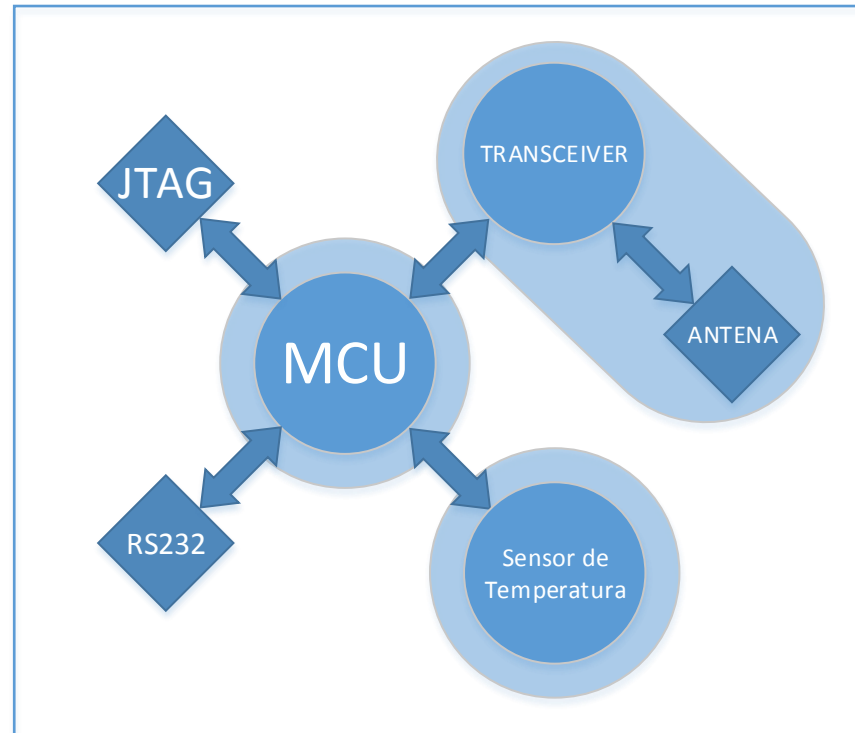 TRANSCEIVER
JTAG
ANTENA
MCU
RS232
Sensor de
Temperatura